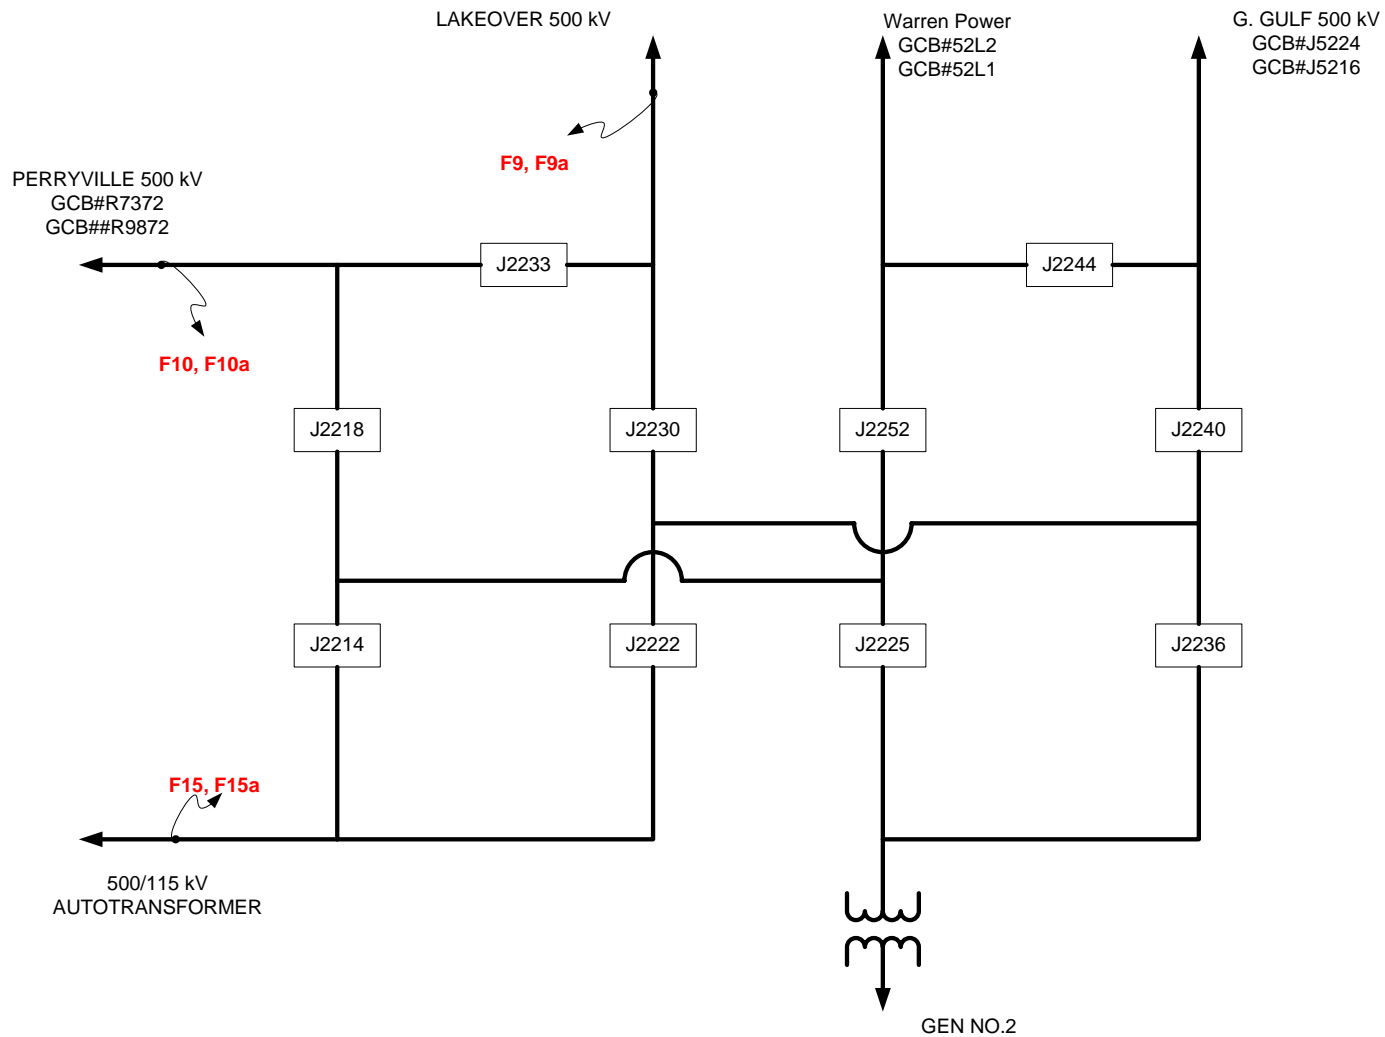 LAKEOVER 500 kV
Warren Power
GCB#52L2
GCB#52L1
G. GULF 500 kV
GCB#J5224
GCB#J5216
F9, F9a
PERRYVILLE 500 kV
GCB#R7372
GCB##R9872
J2233
J2244
F10, F10a
J2218
J2230
J2252
J2240
J2214
J2222
J2225
J2236
F15, F15a
500/115 kV
AUTOTRANSFORMER
GEN NO.2